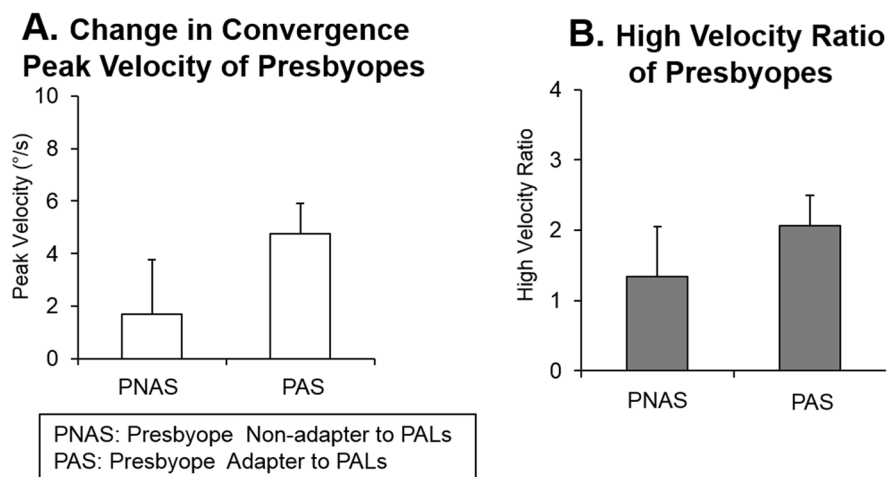 A. Change in Convergence
Peak Velocity of Presbyopes
10
8
6
4
2
0
Peak Velocity (°/s)
PNAS
PAS
PNAS: Presbyope Non-adapter to PALs
PAS: Presbyope Adapter to PALs
B. High Velocity Ratio
of Presbyopes
4
3
2
1
0
High Velocity Ratio
PNAS
PAS